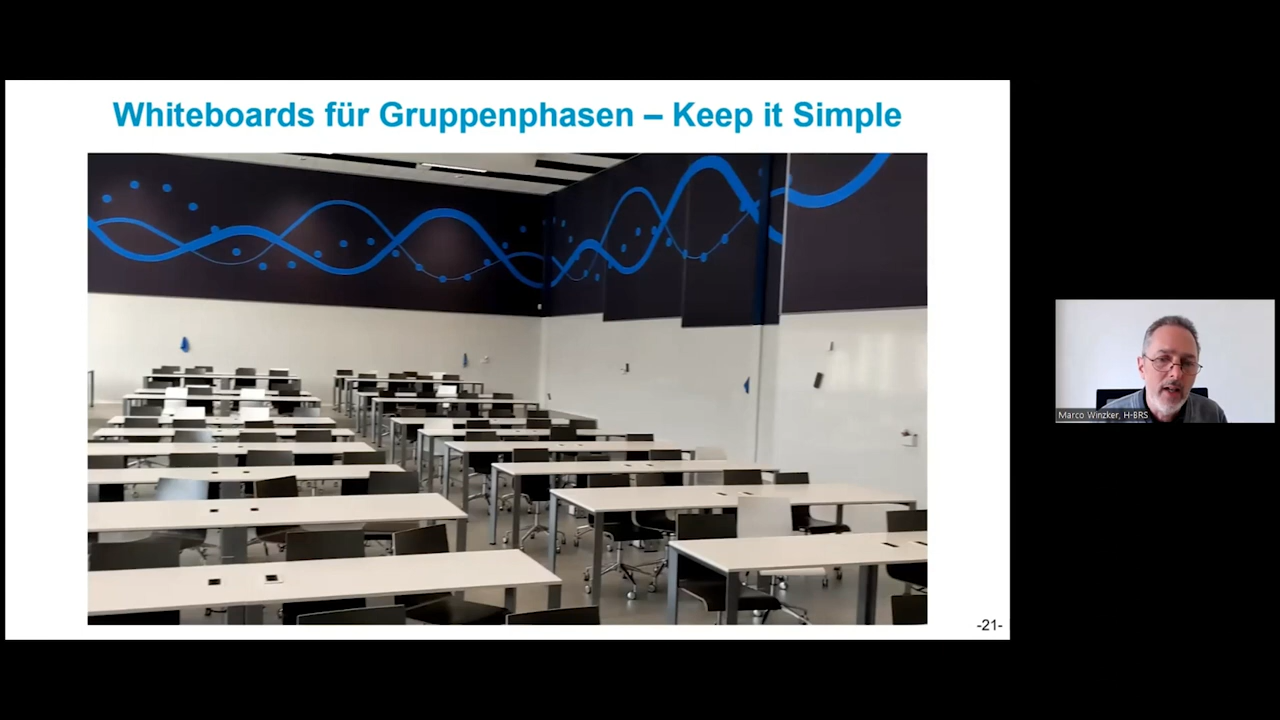 Whiteboards für Gruppenphasen – Keep it Simple
Marco Winzker, H-BRS
-21-